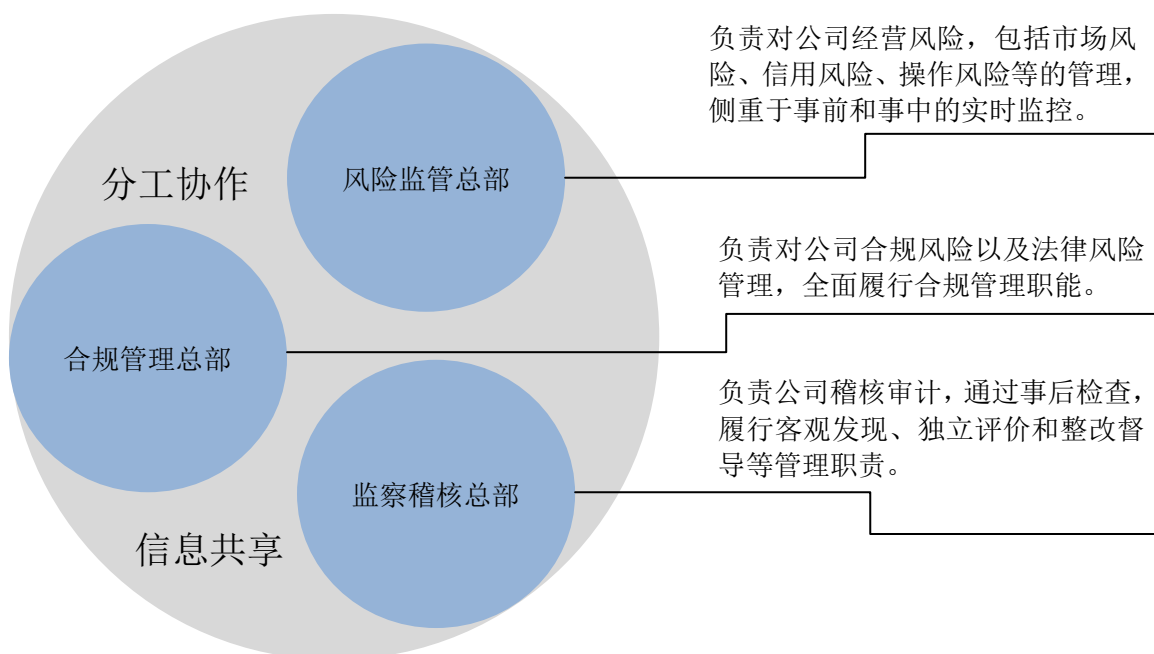 负责对公司经营风险，包括市场风
险、信用风险、操作风险等的管理，
侧重于事前和事中的实时监控。
分工协作
风险监管总部
负责对公司合规风险以及法律风险
管理，全面履行合规管理职能。
合规管理总部
负责公司稽核审计，通过事后检查，
履行客观发现、独立评价和整改督
导等管理职责。
监察稽核总部
信息共享